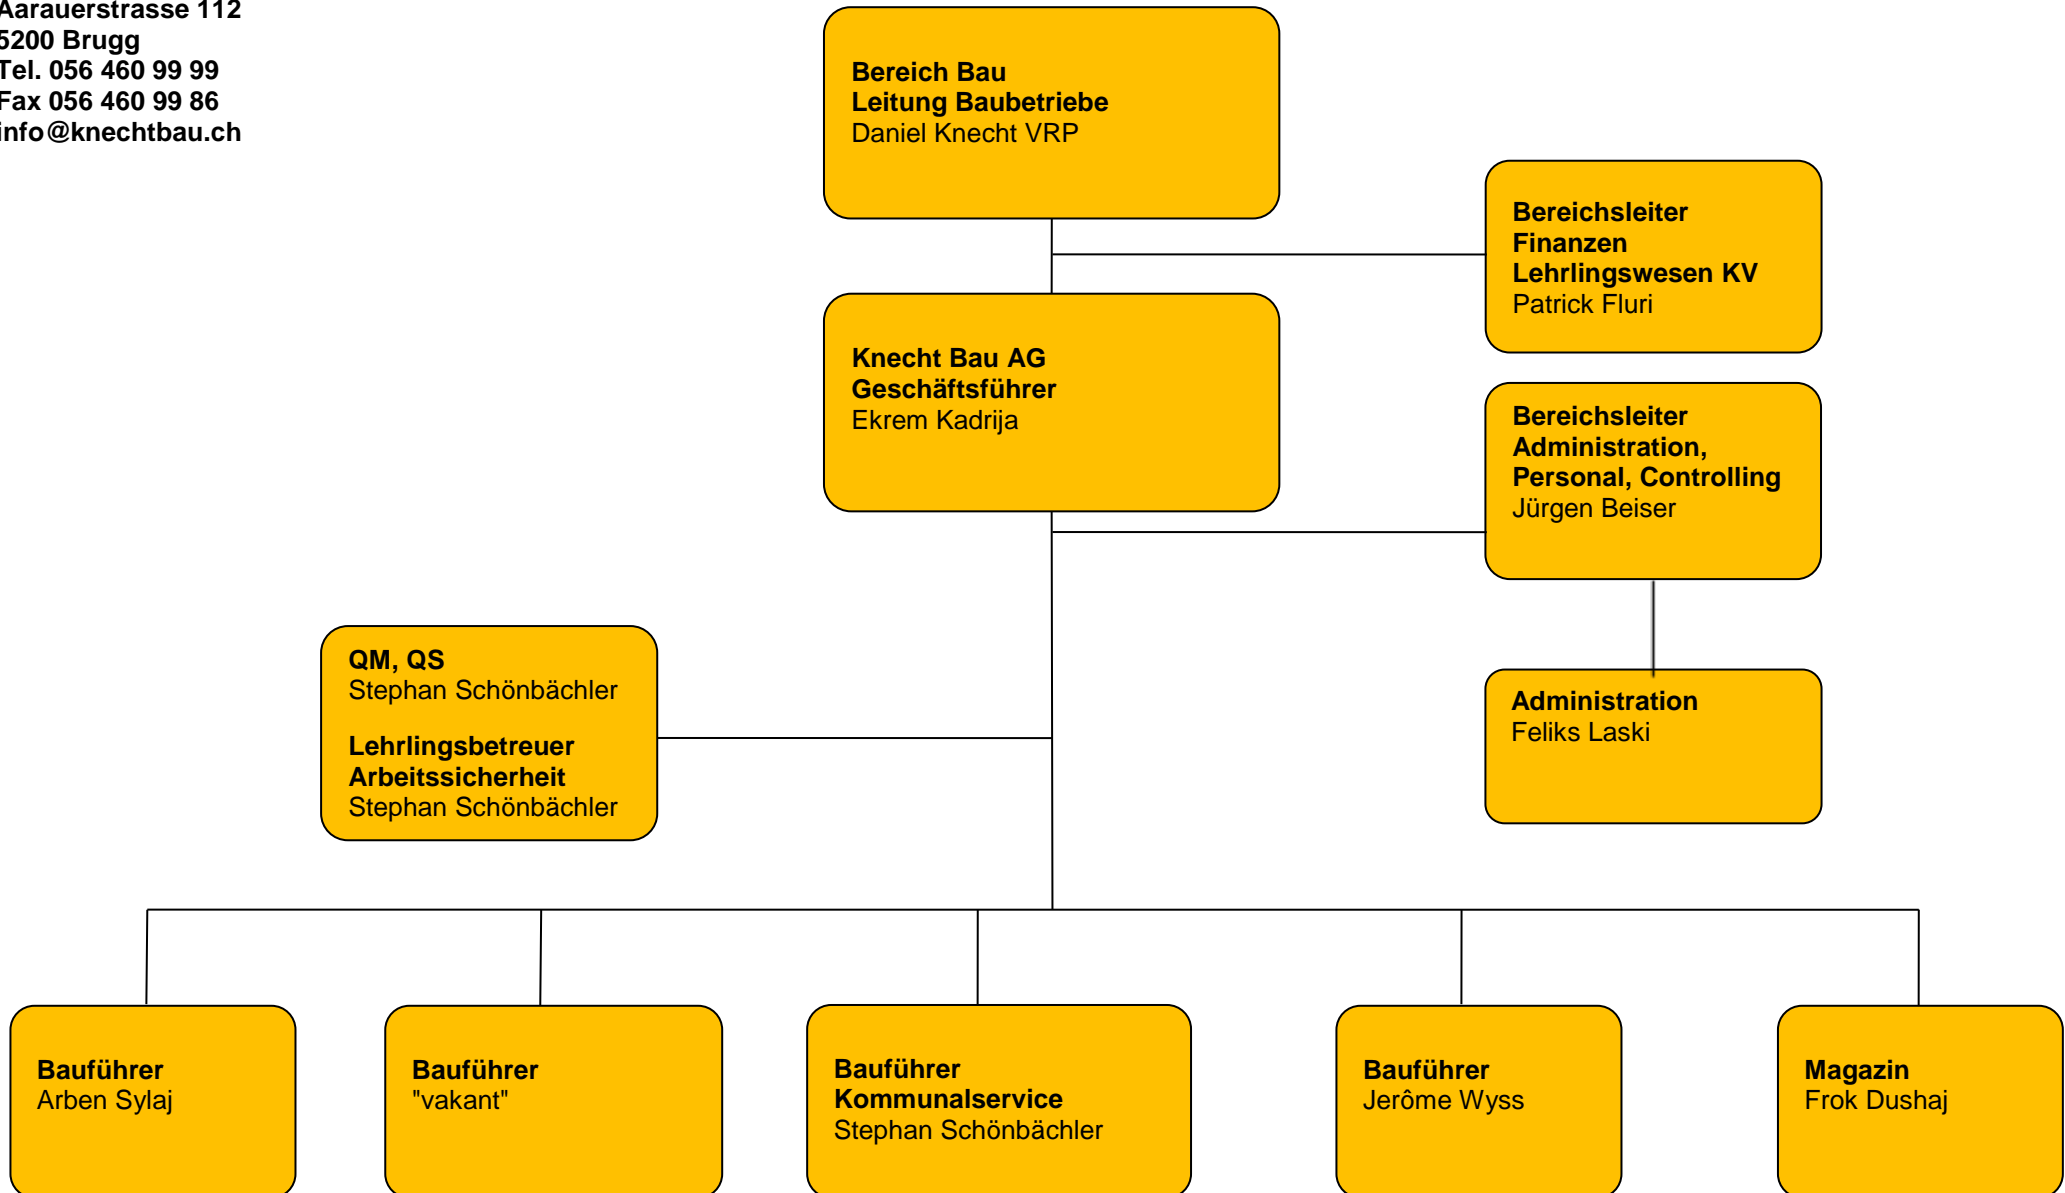 Aarauerstrasse 112
5200 Brugg
Tel. 056 460 99 99
Fax 056 460 99 86
info@knechtbau.ch
Bereich Bau
Leitung Baubetriebe
Daniel Knecht VRP
Bereichsleiter
Finanzen
Lehrlingswesen KV
Patrick Fluri
Knecht Bau AG
Geschäftsführer
Ekrem Kadrija
Bereichsleiter
Administration,
Personal, Controlling
Jürgen Beiser
QM, QS
Stephan Schönbächler
Lehrlingsbetreuer
Arbeitssicherheit
Stephan Schönbächler
Administration
Feliks Laski
Bauführer
Arben Sylaj
Bauführer
"vakant"
Bauführer
Kommunalservice
Stephan Schönbächler
Bauführer
Jerôme Wyss
Magazin
Frok Dushaj